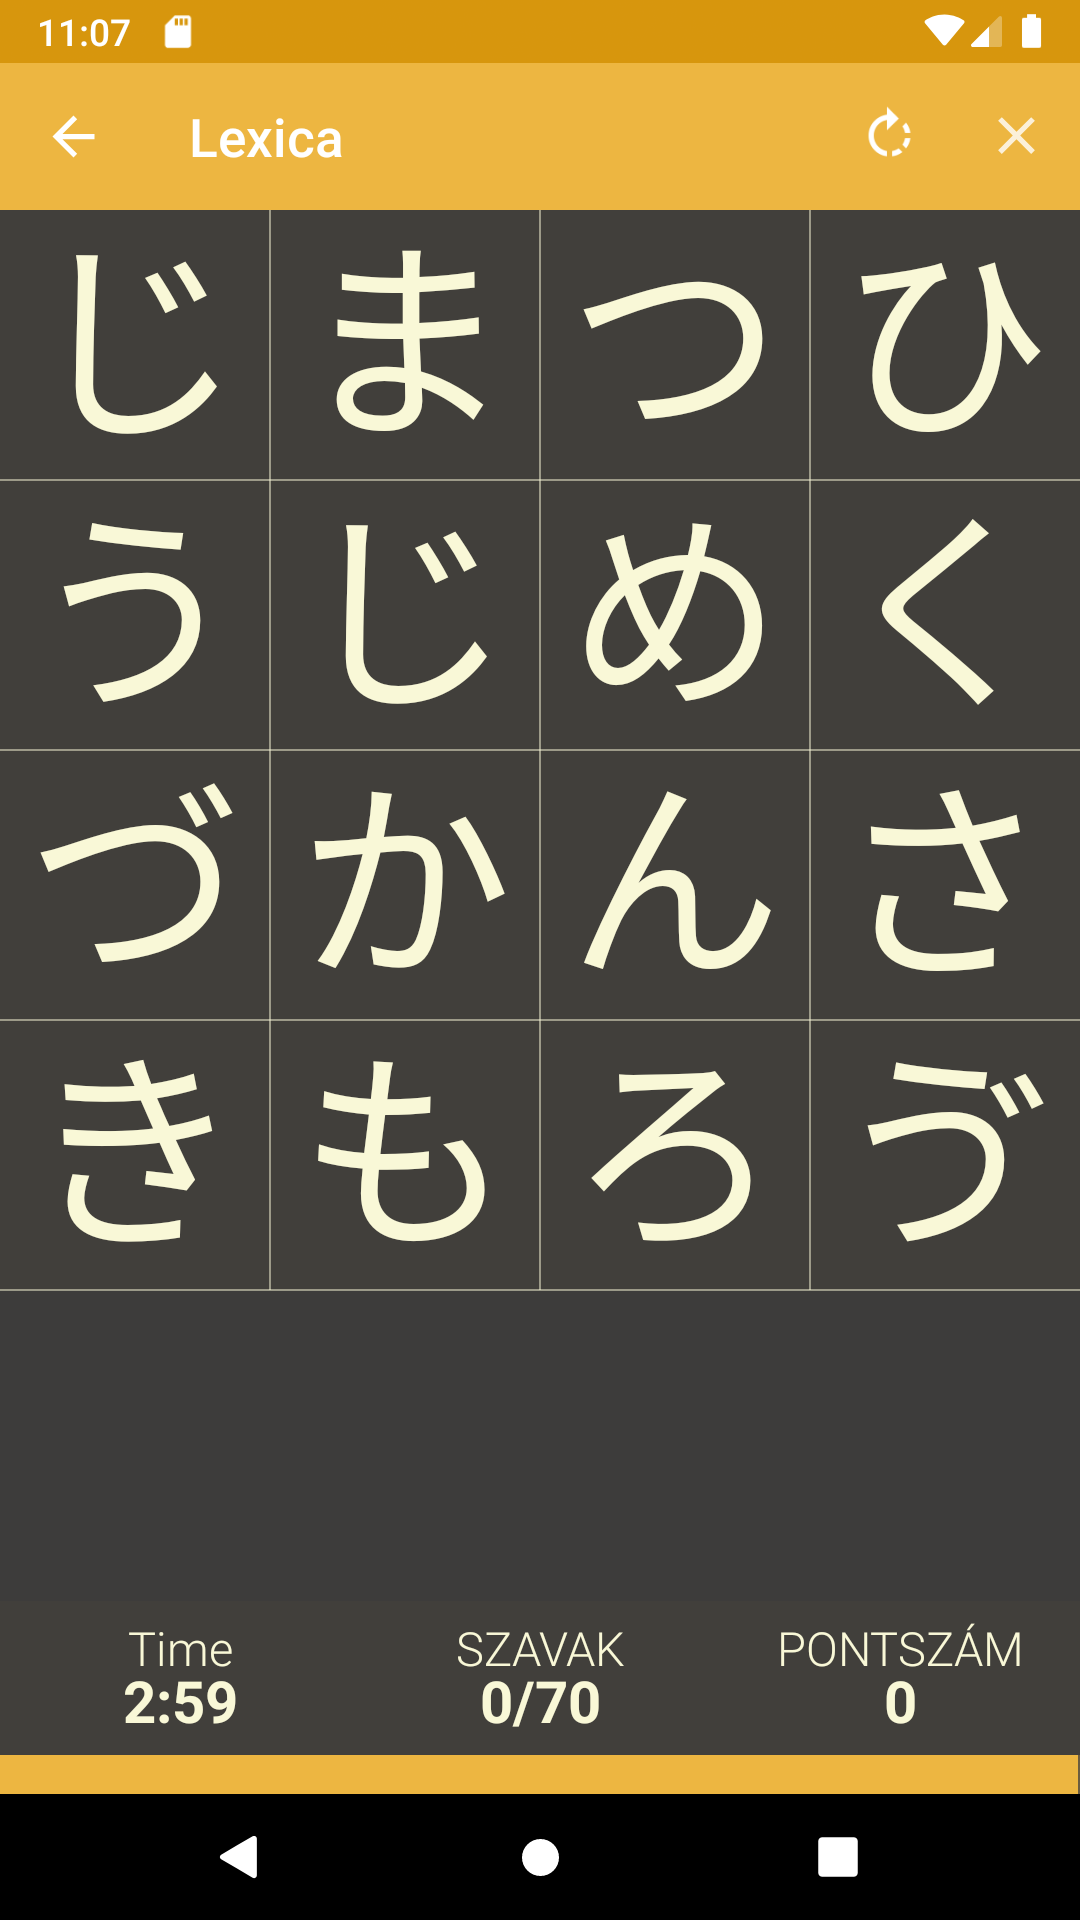 11:07
Lexica
じ ま つ ひ
う じ め く
づ か ん さ
き も ろ ゔ
Time SZAVAK PONTSZÁM
2:59 0/70 0